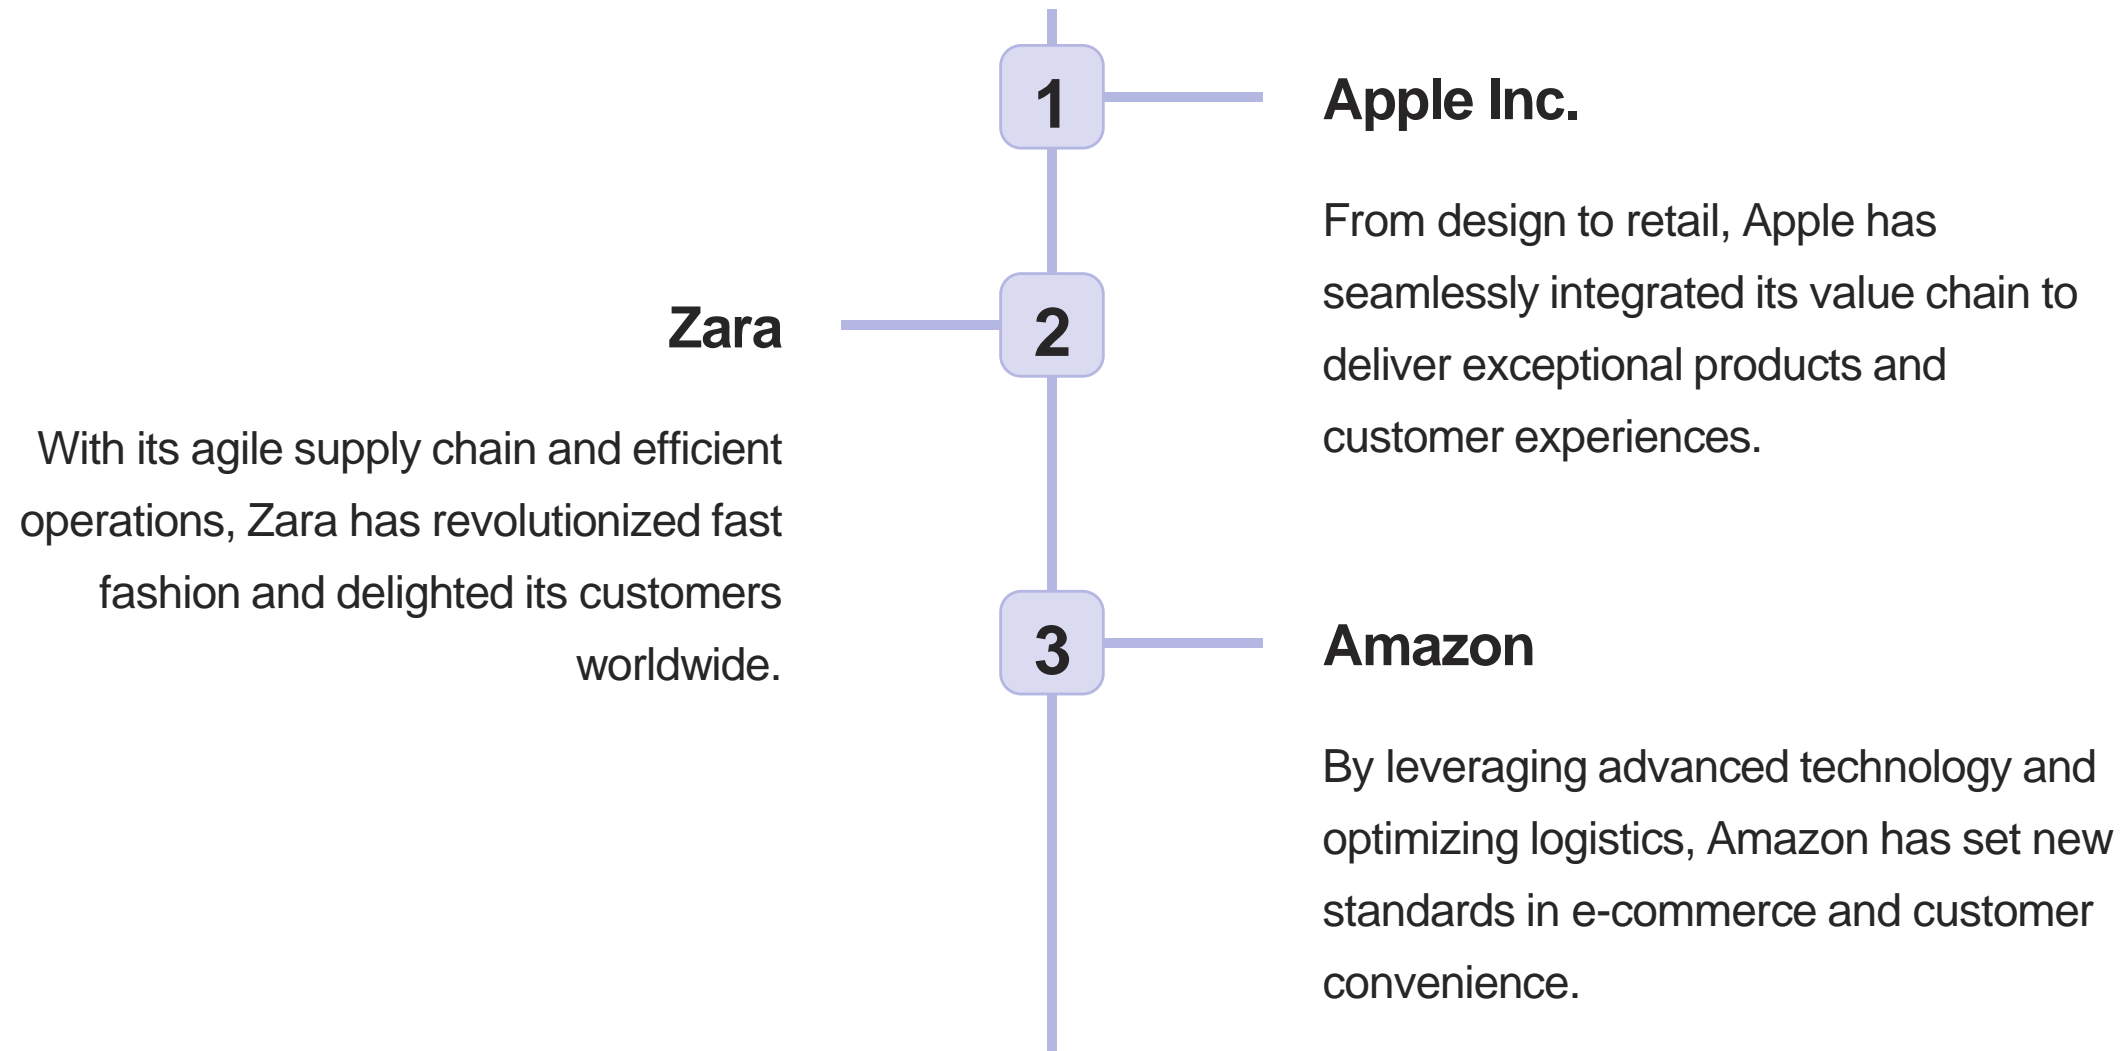 1
Apple Inc.
From design to retail, Apple has
seamlessly integrated its value chain to
deliver exceptional products and
customer experiences.
2
Zara
With its agile supply chain and efficient
operations, Zara has revolutionized fast
fashion and delighted its customers
worldwide.
3
Amazon
By leveraging advanced technology and
optimizing logistics, Amazon has set new
standards in e-commerce and customer
convenience.